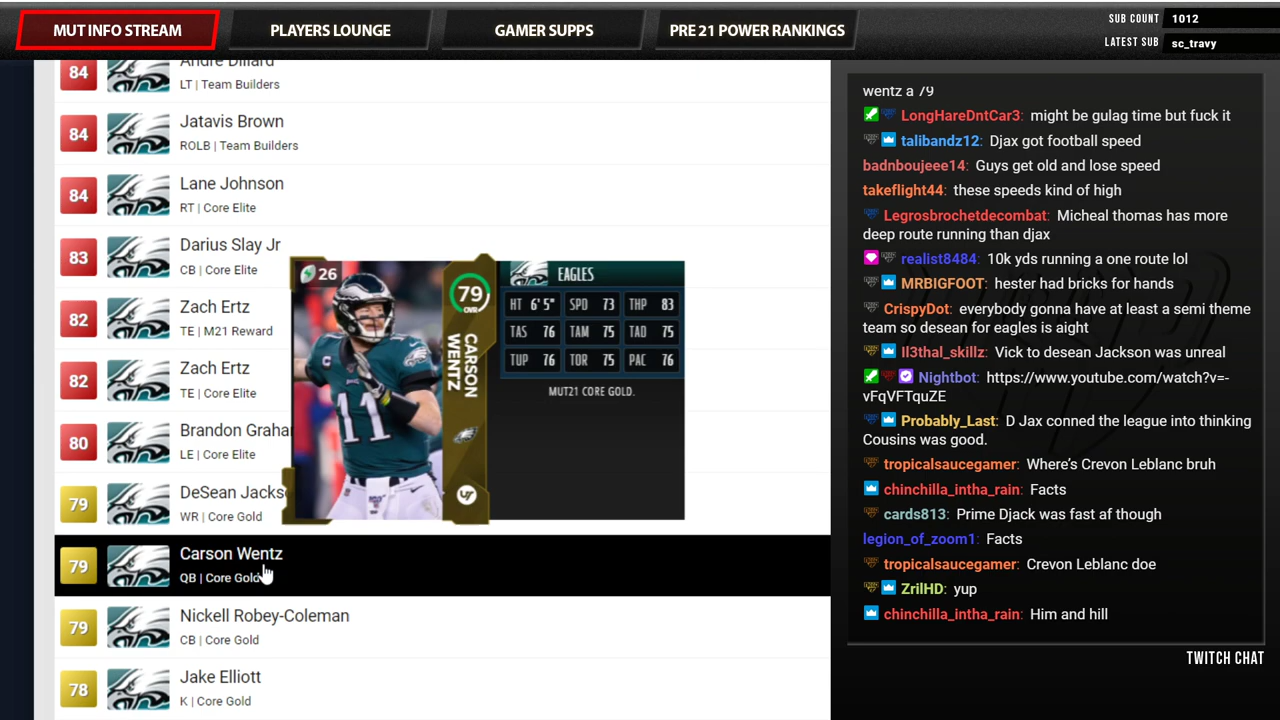 MUT INFO STREAM
PLAYERS LOUNGE
GAMER SUPPS
PRE 21 POWER RANKINGS
SUB COUNT 1012
LATEST SUB sc_travy
84 Andre Dillard
LT | Team Builders
84 Jatavis Brown
ROLB | Team Builders
84 Lane Johnson
RT | Core Elite
83 Darius Slay Jr
CB | Core Elite
82 Zach Ertz
TE | M21 Reward
82 Zach Ertz
TE | Core Elite
80 Brandon Graha
LE | Core Elite
79 DeSean Jacks
WR | Core Gold
79 Carson Wentz
QB | Core Gold
79 Nickell Robey-Coleman
CB | Core Gold
78 Jake Elliott
K | Core Gold
26
79
OVR
CARSON
WENTZ
11
EAGLES
HT 6' 5" SPD 73 THP 83
TAS 76 TAM 75 TAD 75
TUP 76 TOR 75 PAC 76
MUT21 CORE GOLD.
wentz a 79
LongHareDntCar3: might be gulag time but fuck it
talibandz12: Djax got football speed
badnboujeee14: Guys get old and lose speed
takeflight44: these speeds kind of high
Legrosbrochetdecombat: Micheal thomas has more
deep route running than djax
realist8484: 10k yds running a one route lol
MRBIGFOOT: hester had bricks for hands
CrispyDot: everybody gonna have at least a semi theme
team so desean for eagles is aight
ll3thal_skillz: Vick to desean Jackson was unreal
Nightbot: https://www.youtube.com/watch?v=-
vFqVFTquZE
Probably_Last: D Jax conned the league into thinking
Cousins was good.
tropicalsaucegamer: Where's Crevon Leblanc bruh
chinchilla_intha_rain: Facts
cards813: Prime Djack was fast af though
legion_of_zoom1: Facts
tropicalsaucegamer: Crevon Leblanc doe
ZrilHD: yup
chinchilla_intha_rain: Him and hill
TWITCH CHAT